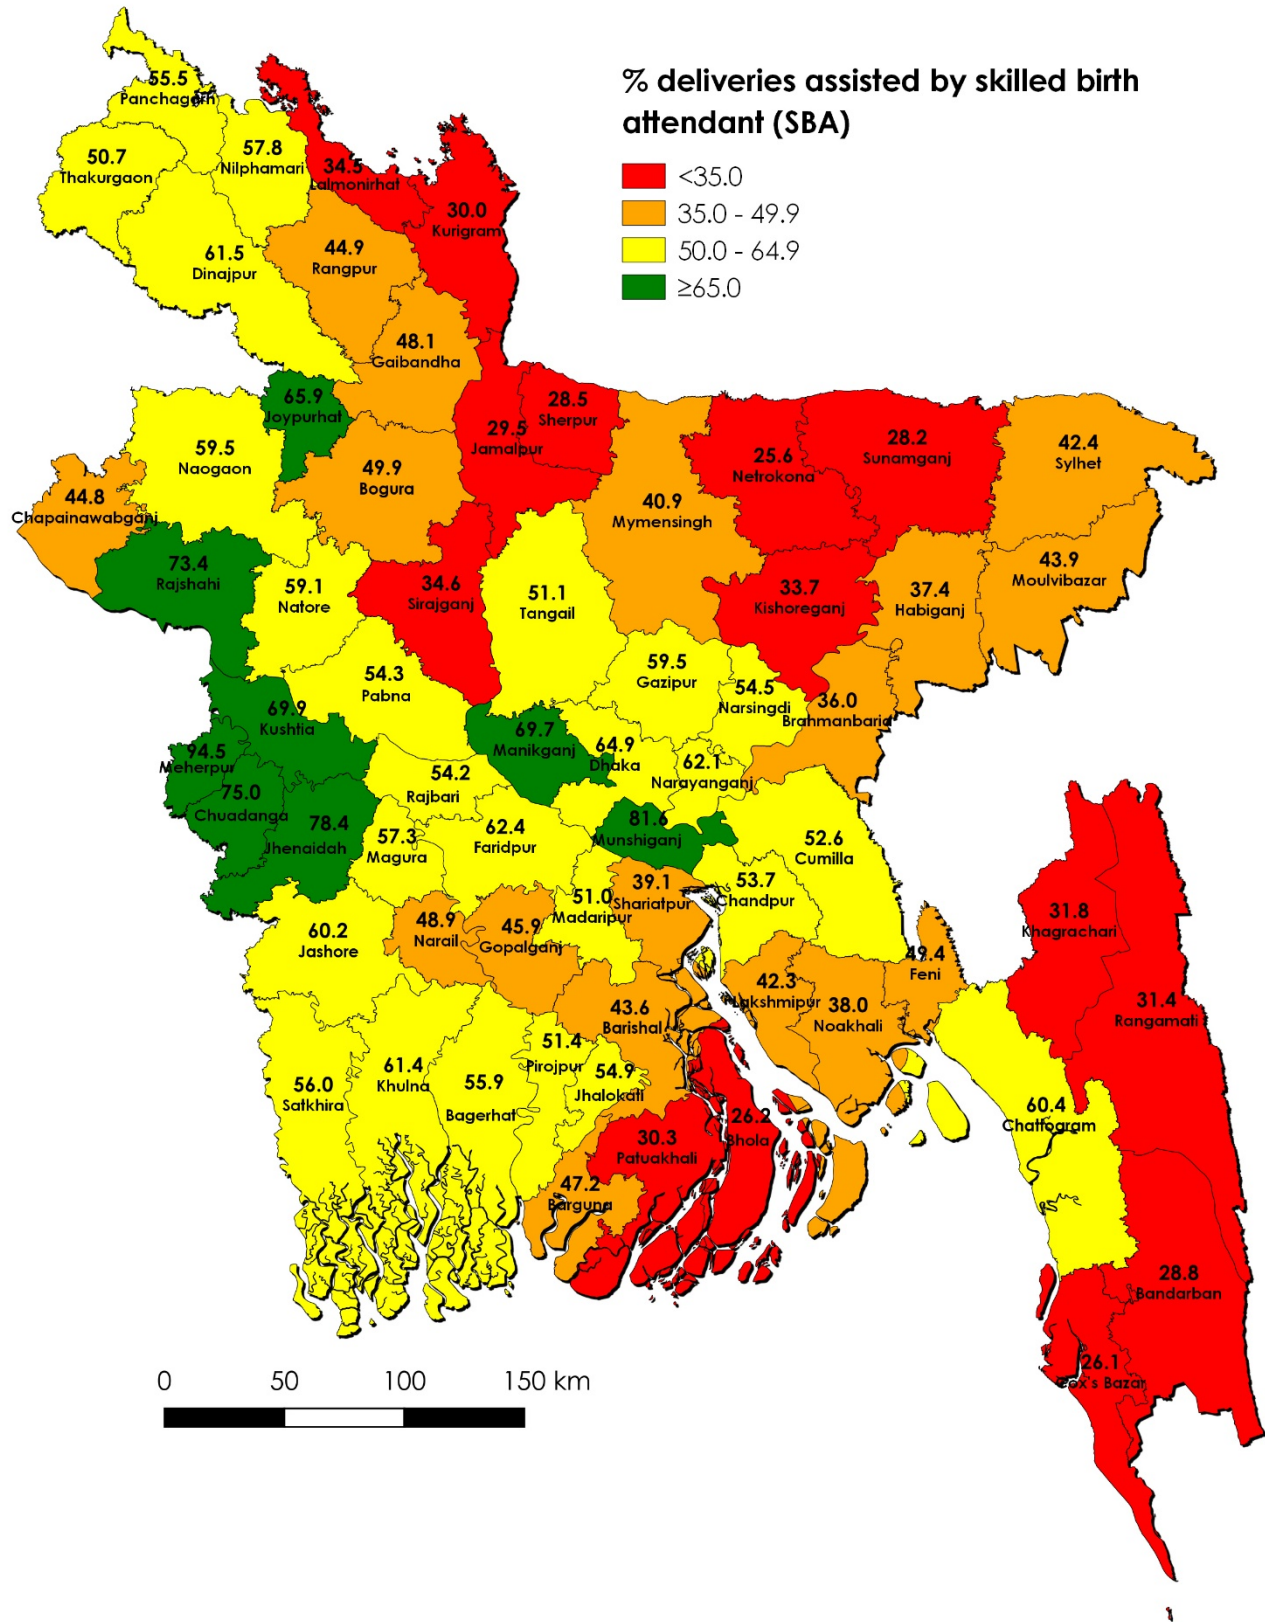 % deliveries assisted by skilled birth
attendant (SBA)
<35.0
35.0 - 49.9
50.0 - 64.9
≥65.0
55.5
Panchagarh
50.7
Thakurgaon
57.8
Nilphamari
34.5
Lalmonirhat
30.0
Kurigram
61.5
Dinajpur
44.9
Rangpur
48.1
Gaibandha
65.9
Joypurhat
28.5
Sherpur
29.5
Jamalpur
59.5
Naogaon
49.9
Bogura
40.9
Mymensingh
25.6
Netrokona
28.2
Sunamganj
42.4
Sylhet
44.8
Chapainawabganj
73.4
Rajshahi
59.1
Natore
34.6
Sirajganj
51.1
Tangail
33.7
Kishoreganj
37.4
Habiganj
43.9
Moulvibazar
54.3
Pabna
59.5
Gazipur
54.5
Narsingdi
36.0
Brahmanbaria
69.9
Kushtia
69.7
Manikganj
64.9
Dhaka
62.1
Narayanganj
94.5
Meherpur
75.0
Chuadanga
78.4
Jhenaidah
54.2
Rajbari
57.3
Magura
62.4
Faridpur
81.6
Munshiganj
52.6
Cumilla
53.7
Chandpur
39.1
Shariatpur
51.0
Madaripur
60.2
Jashore
48.9
Narail
45.9
Gopalganj
31.8
Khagrachari
49.4
Feni
42.3
Lakshmipur
38.0
Noakhali
31.4
Rangamati
43.6
Barishal
51.4
Pirojpur
54.9
Jhalokati
56.0
Satkhira
61.4
Khulna
55.9
Bagerhat
26.2
Bhola
30.3
Patuakhali
47.2
Barguna
60.4
Chattogram
28.8
Bandarban
26.1
Cox's Bazar
0 50 100 150 km